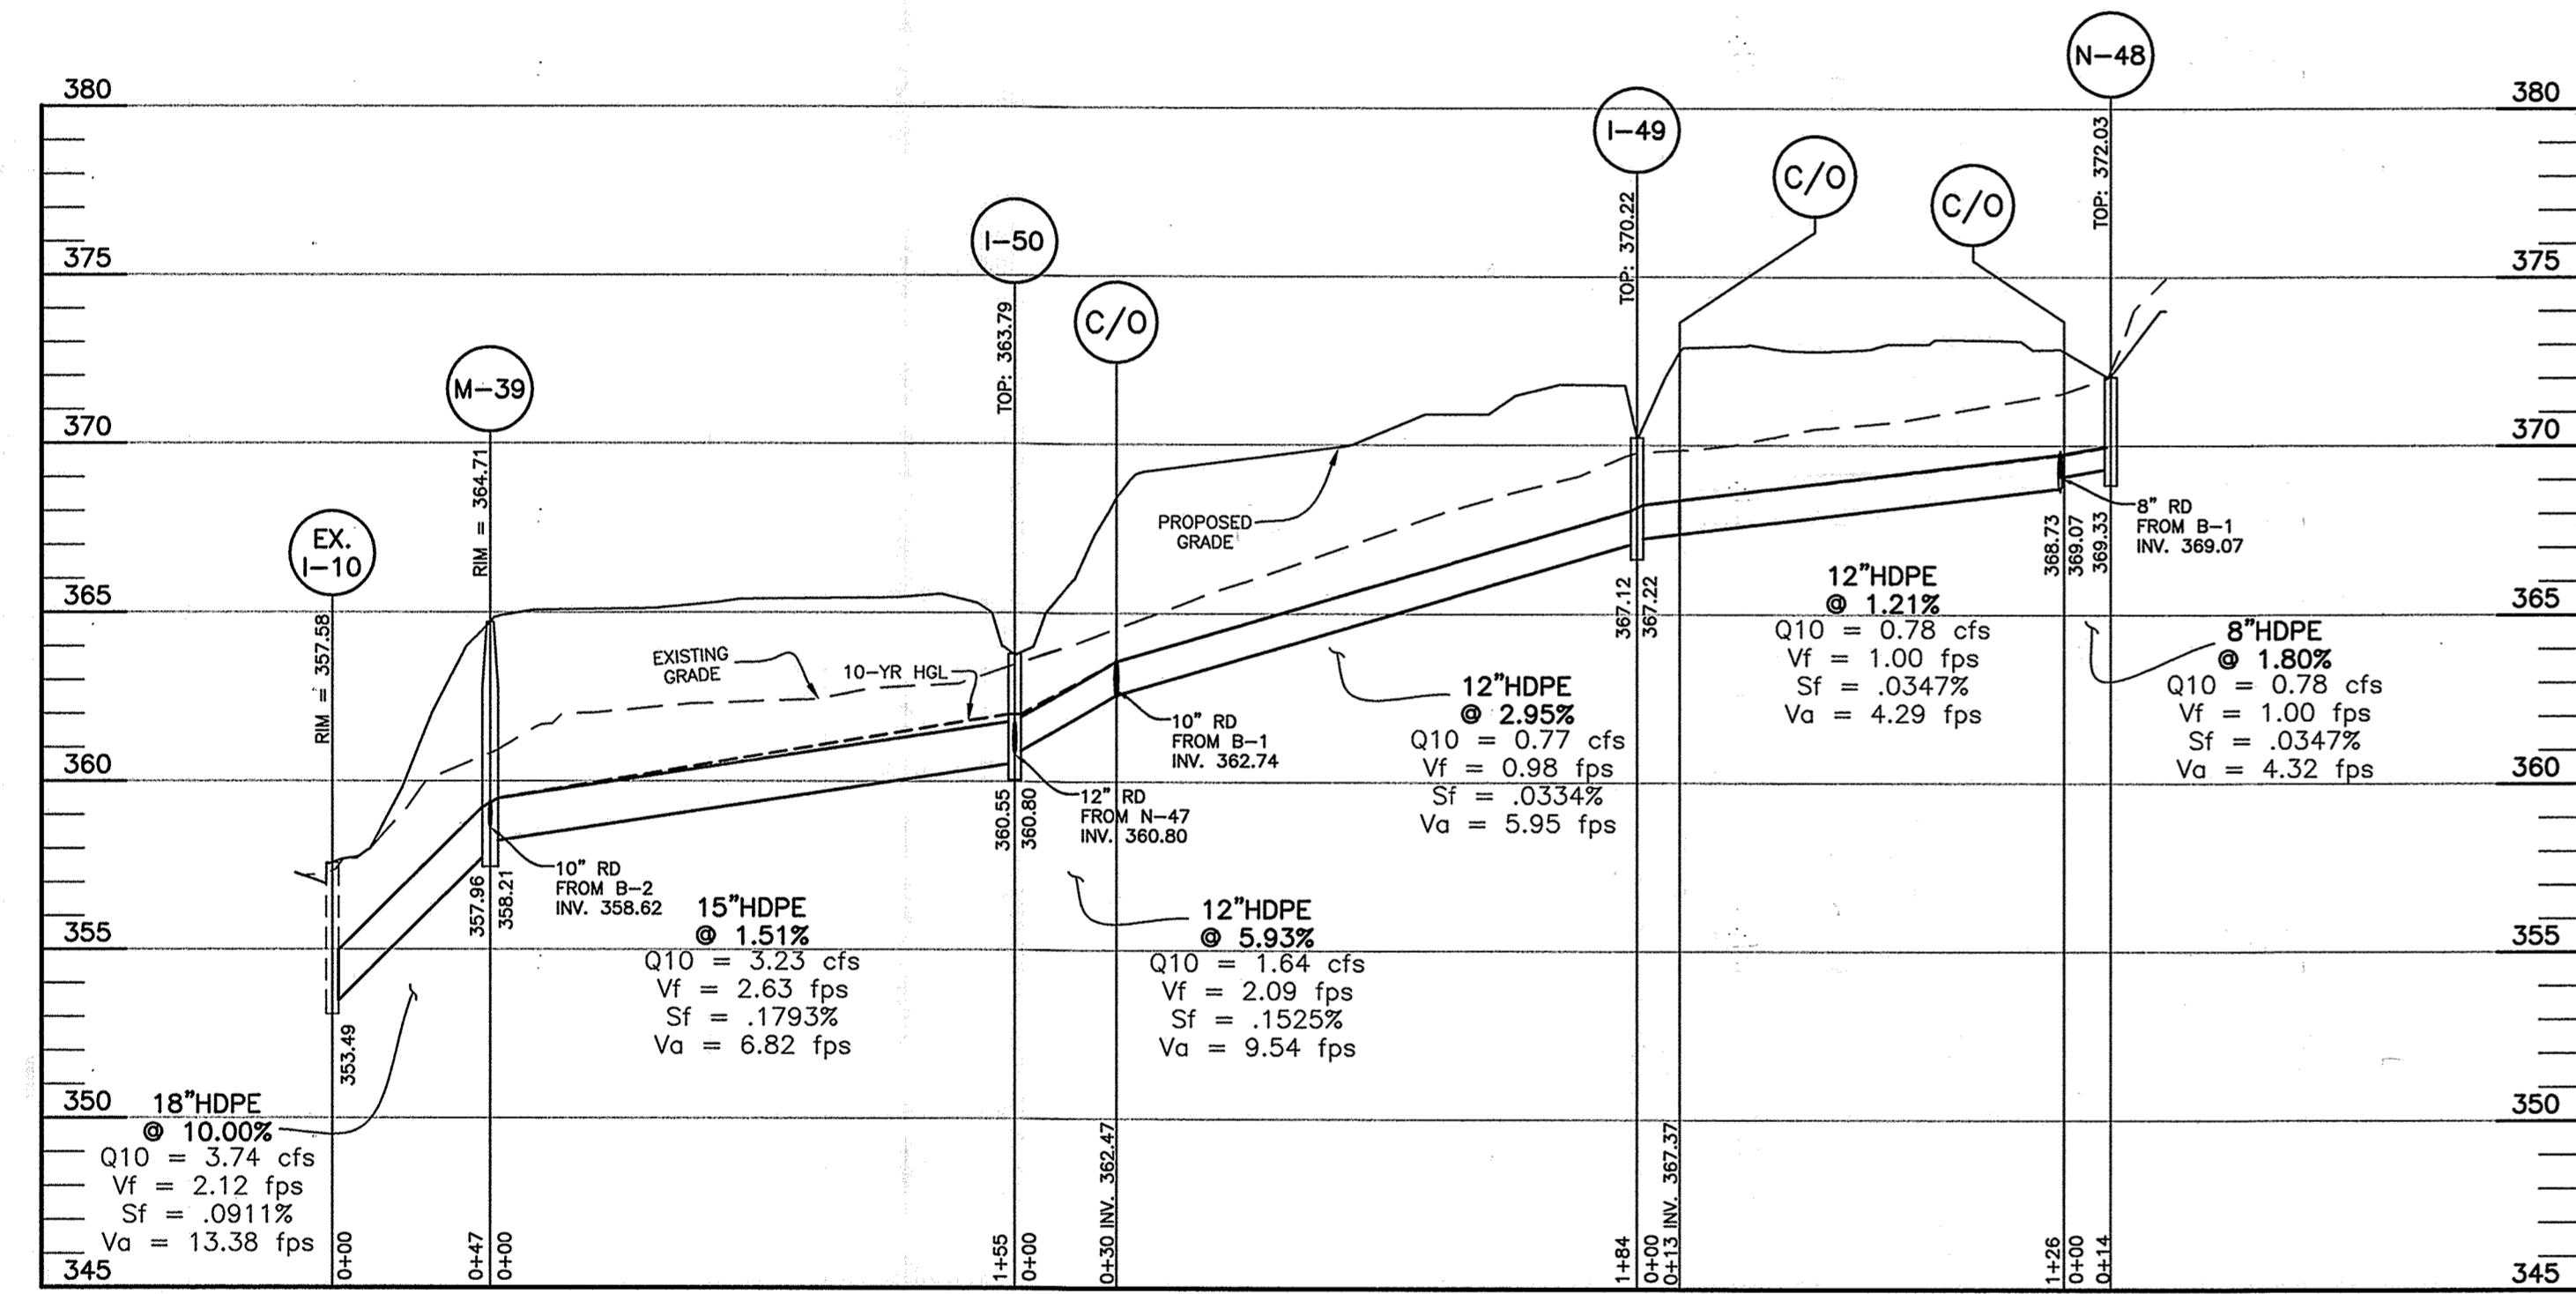 380
375
370
365
360
355
350
345
EX.
I-10
RIM = 357.58
353.49
0+00
18"HDPE
@ 10.00%
Q10 = 3.74 cfs
Vf = 2.12 fps
Sf = .0911%
Va = 13.38 fps
M-39
RIM = 364.71
357.96
358.21
0+47
0+00
10" RD
FROM B-2
INV. 358.62
EXISTING
GRADE
10-YR HGL
15"HDPE
@ 1.51%
Q10 = 3.23 cfs
Vf = 2.63 fps
Sf = .1793%
Va = 6.82 fps
I-50
TOP: 363.79
360.55
360.80
1+55
0+00
12" RD
FROM N-47
INV. 360.80
C/O
0+30 INV. 362.47
10" RD
FROM B-1
INV. 362.74
12"HDPE
@ 5.93%
Q10 = 1.64 cfs
Vf = 2.09 fps
Sf = .1525%
Va = 9.54 fps
PROPOSED
GRADE
12"HDPE
@ 2.95%
Q10 = 0.77 cfs
Vf = 0.98 fps
Sf = .0334%
Va = 5.95 fps
I-49
TOP: 370.22
367.12
367.22
1+84
0+00
C/O
0+13 INV. 367.37
12"HDPE
@ 1.21%
Q10 = 0.78 cfs
Vf = 1.00 fps
Sf = .0347%
Va = 4.29 fps
C/O
368.73
369.07
1+26
0+00
N-48
TOP: 372.03
369.33
0+14
8" RD
FROM B-1
INV. 369.07
8"HDPE
@ 1.80%
Q10 = 0.78 cfs
Vf = 1.00 fps
Sf = .0347%
Va = 4.32 fps
380
375
370
365
360
355
350
345